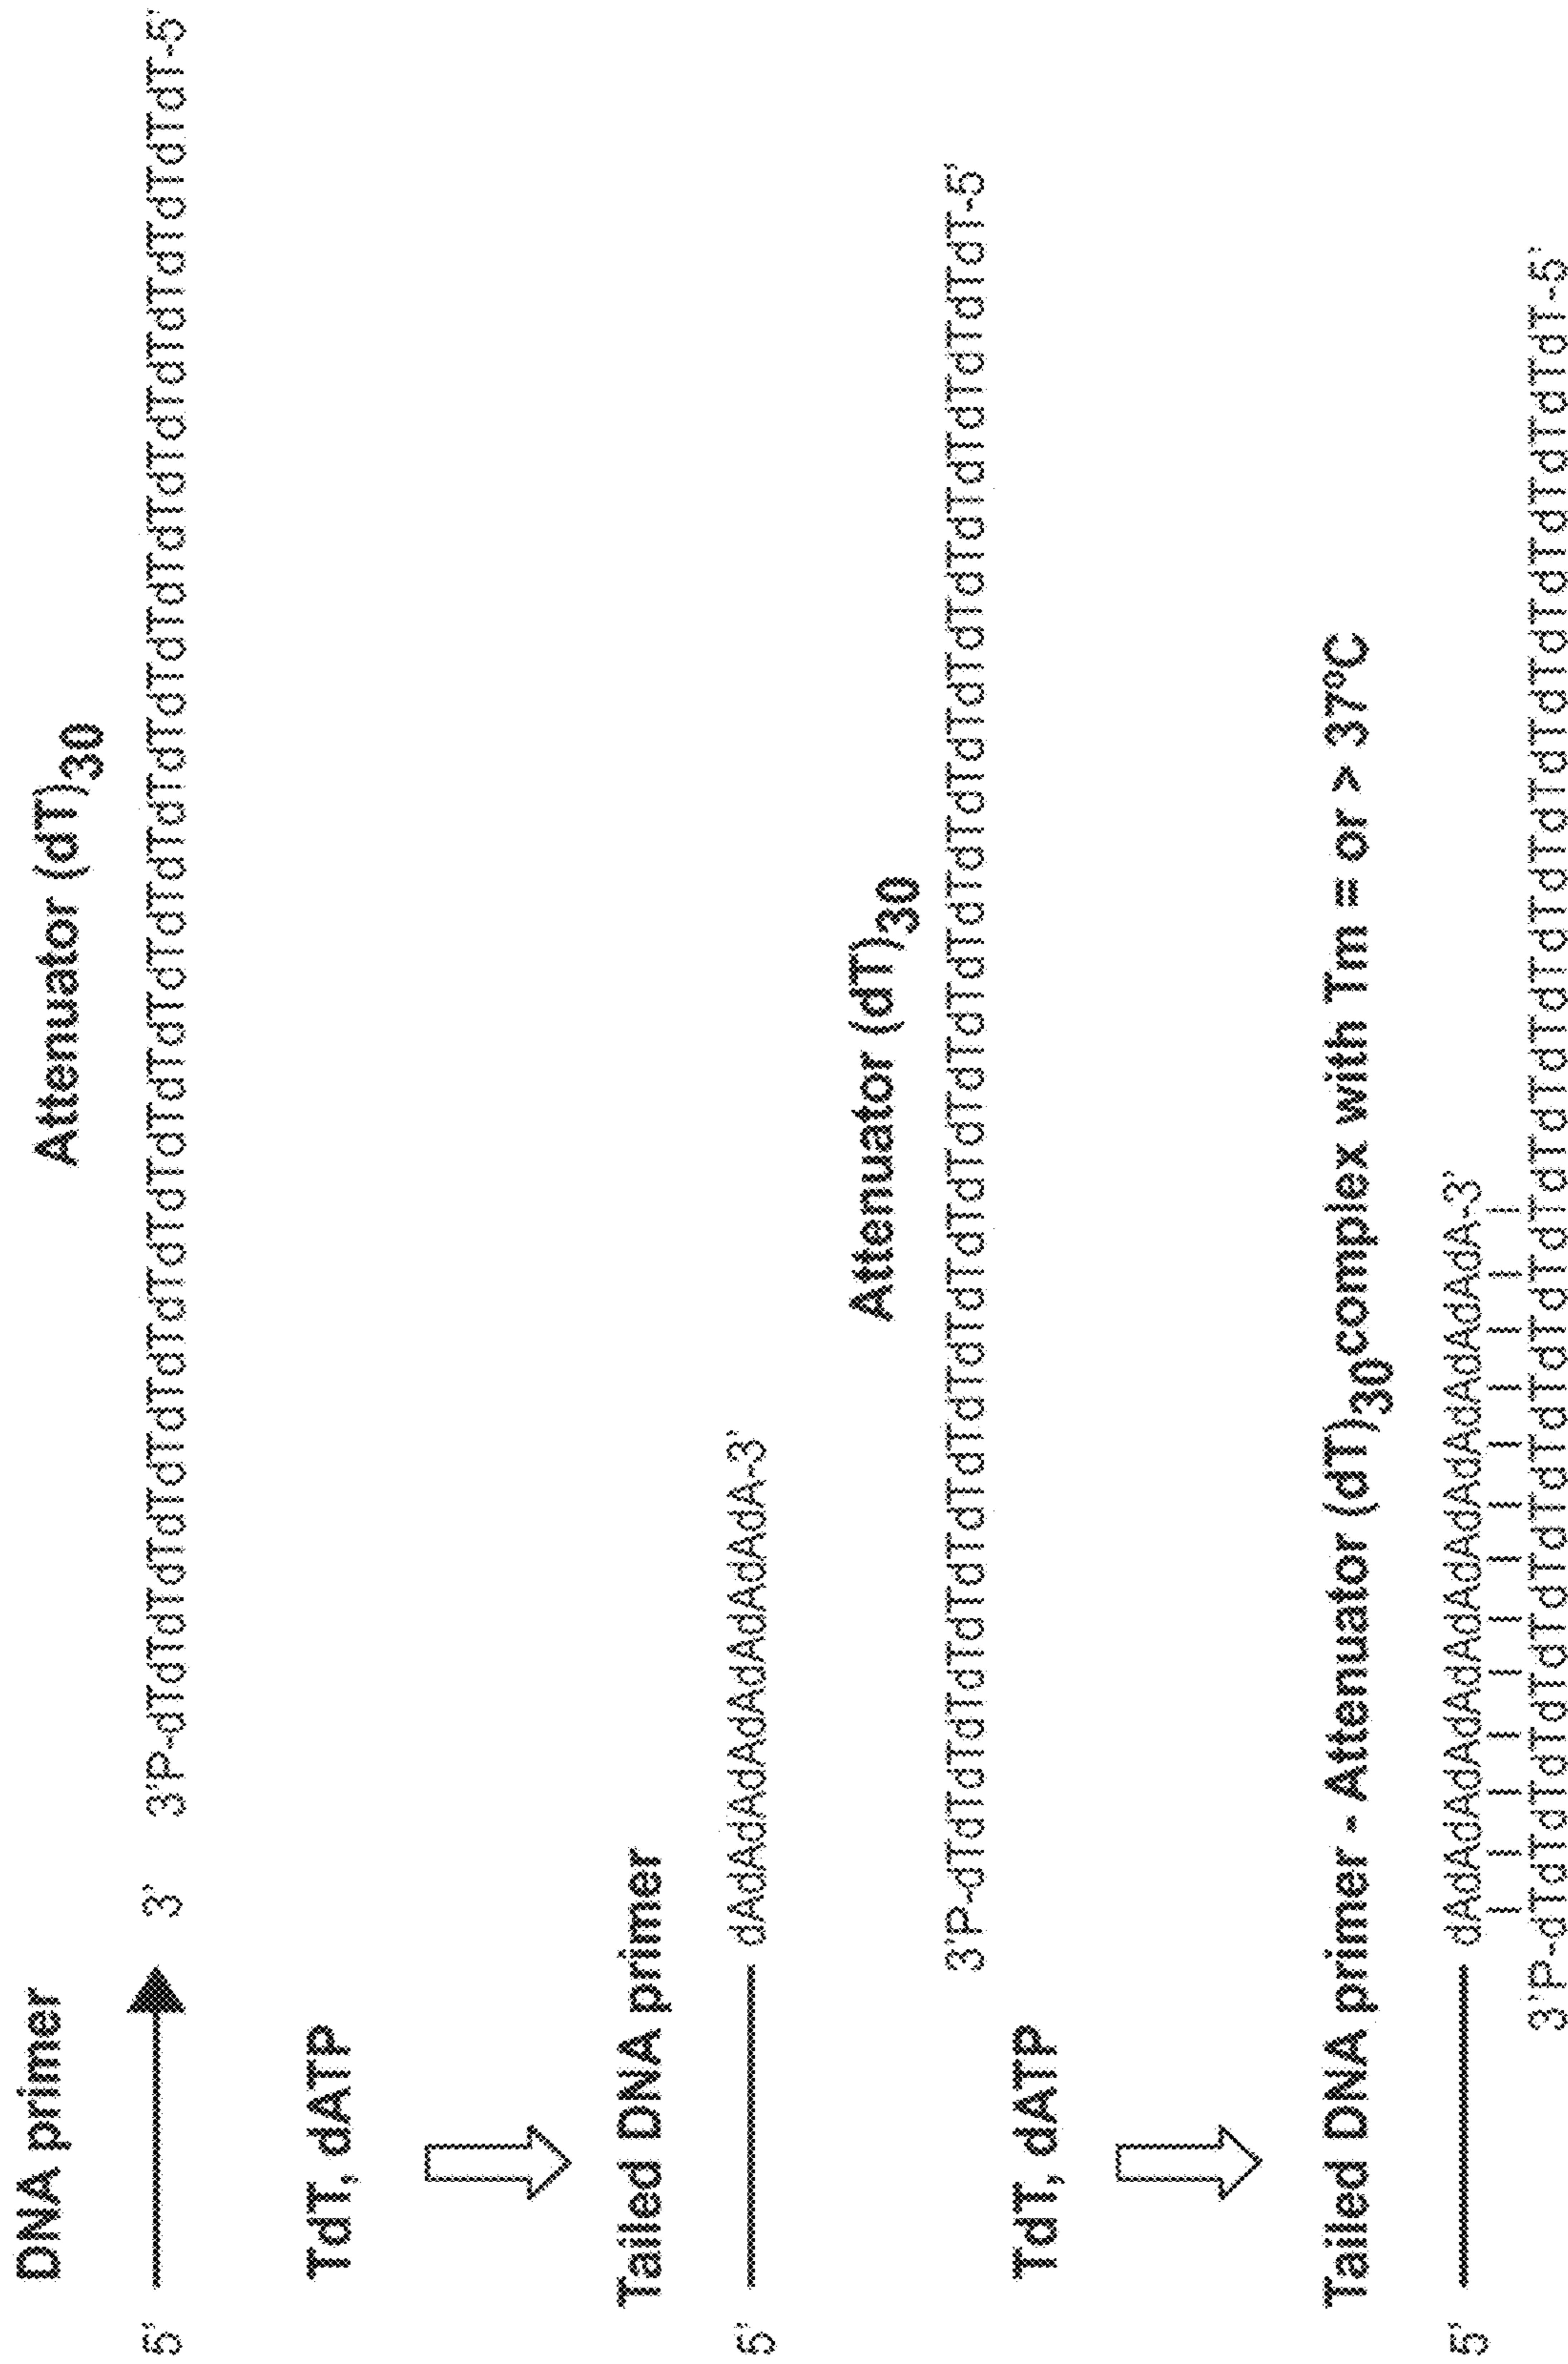 DNA primer
Attenuator (dT)30
5' 3' 3'P-dTdTdTdTdTdTdTdTdTdTdTdTdTdTdTdTdTdTdTdTdTdTdTdTdTdTdTdTdTdT-5'
TdT, dATP
Tailed DNA primer
5' dAdAdAdAdAdAdAdA-3'
Attenuator (dT)30
3'P-dTdTdTdTdTdTdTdTdTdTdTdTdTdTdTdTdTdTdTdTdTdTdTdTdTdTdTdTdTdT-5'
TdT, dATP
Tailed DNA primer - Attenuator (dT)30 complex with Tm = or > 37ºC
5' dAdAdAdAdAdAdAdAdAdAdAdAdA-3'
3'P-dTdTdTdTdTdTdTdTdTdTdTdTdTdTdTdTdTdTdTdTdTdTdTdTdTdTdTdTdTdT-5'